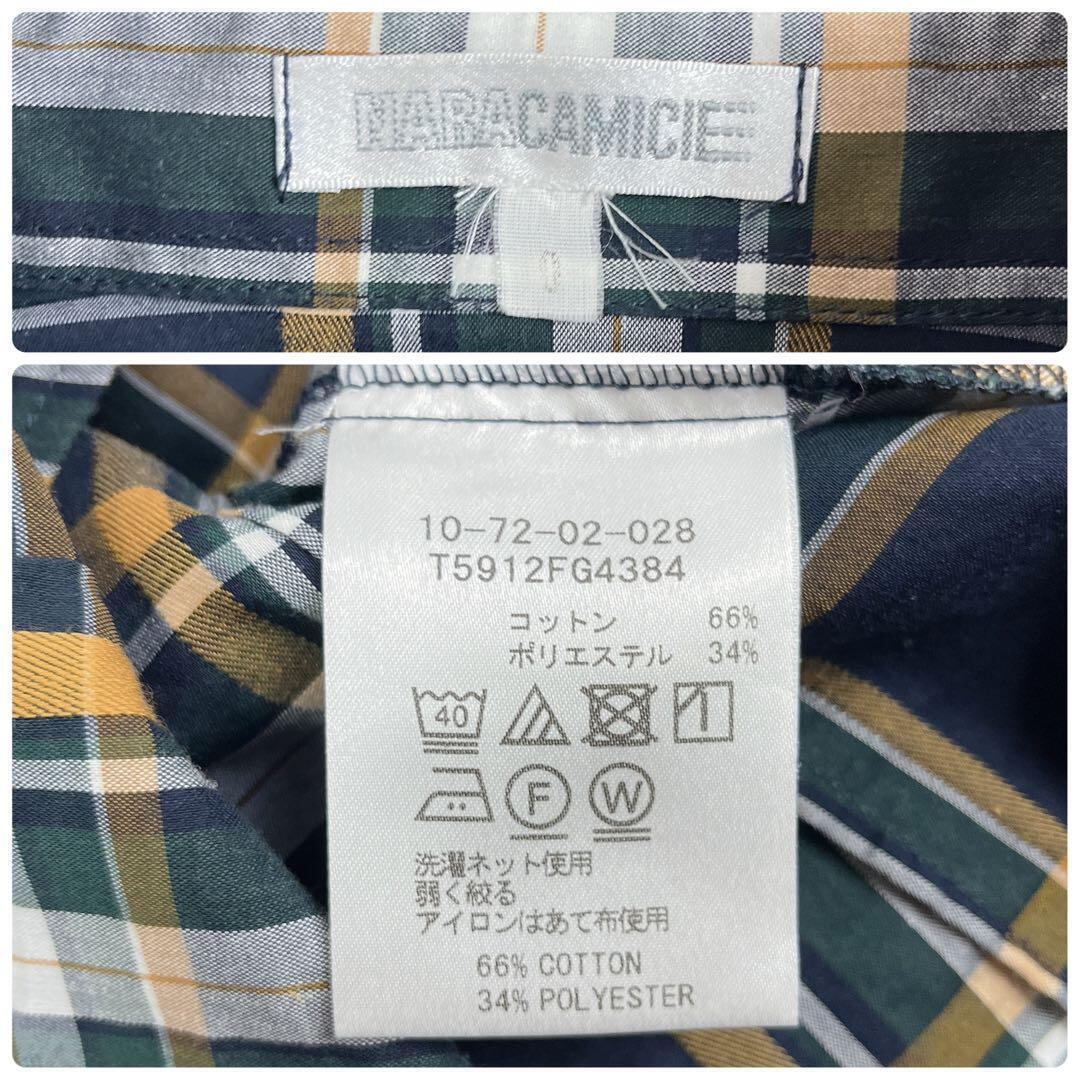 NARACAMICIE
0
10-72-02-028
T5912FG4384
コットン 66%
ポリエステル 34%
40
F W
洗濯ネット使用
弱く絞る
アイロンはあて布使用
66% COTTON
34% POLYESTER